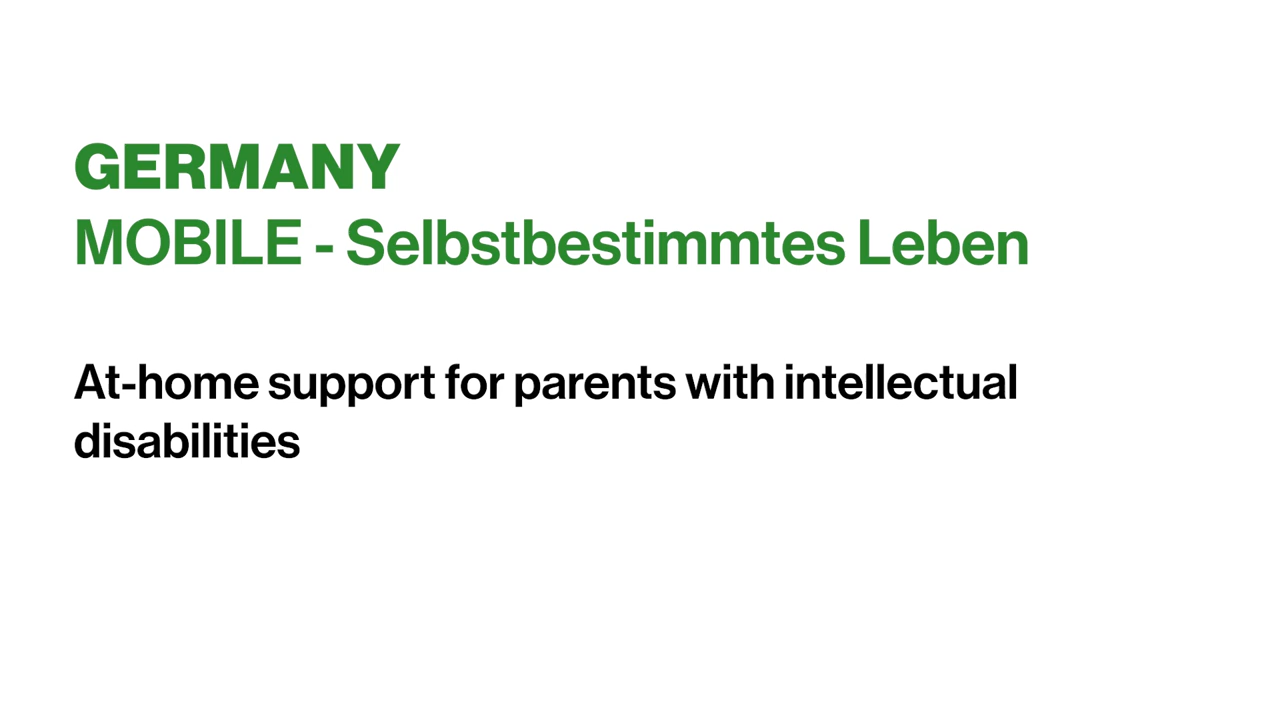 GERMANY
MOBILE - Selbstbestimmtes Leben
At-home support for parents with intellectual
disabilities